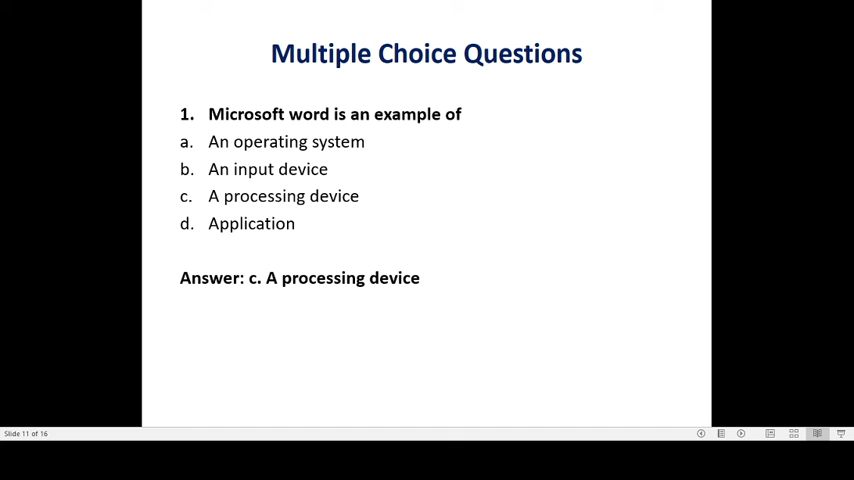 Multiple Choice Questions
1. Microsoft word is an example of
a. An operating system
b. An input device
c. A processing device
d. Application
Answer: c. A processing device
Slide 11 of 16